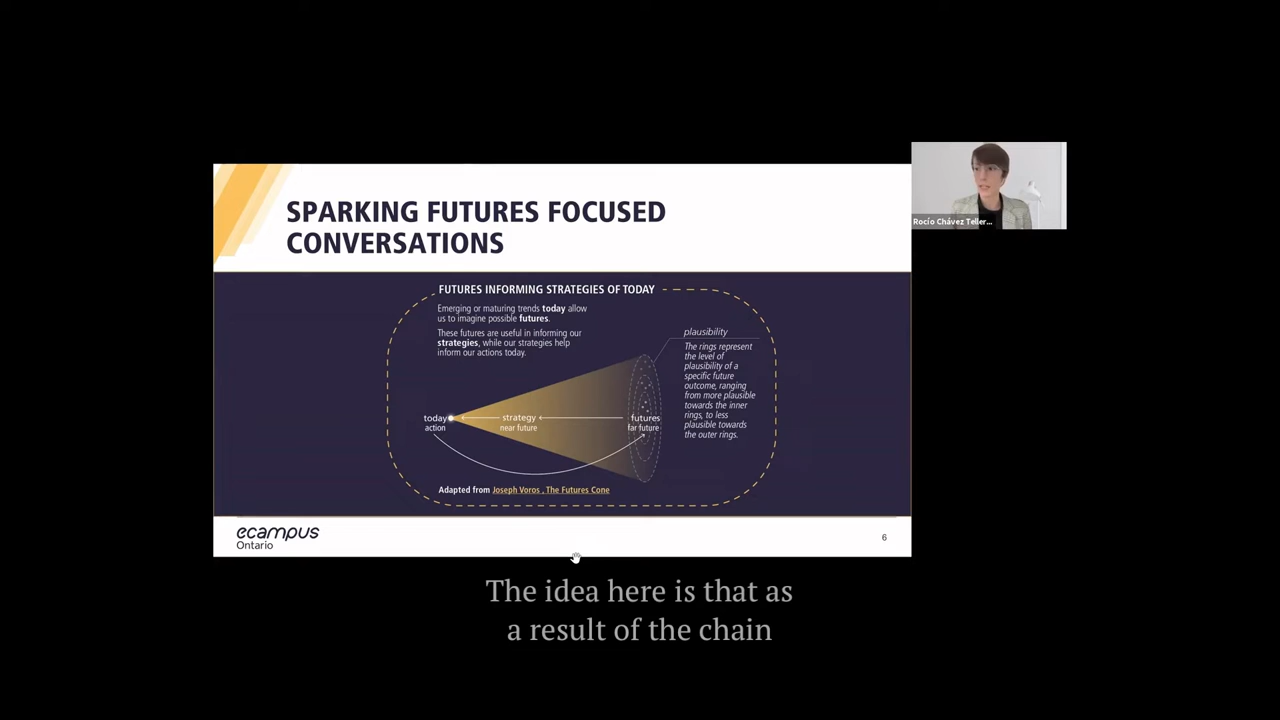 SPARKING FUTURES FOCUSED
CONVERSATIONS
Rocío Chávez Teller...
FUTURES INFORMING STRATEGIES OF TODAY
Emerging or maturing trends today allow
us to imagine possible futures.
These futures are useful in informing our
strategies, while our strategies help
inform our actions today.
plausibility
The rings represent
the level of
plausibility of a
specific future
outcome, ranging
from more plausible
towards the inner
rings, to less
plausible towards
the outer rings.
today
action
strategy
near future
futures
far future
Adapted from Joseph Voros , The Futures Cone
ecampus
Ontario
6
The idea here is that as
a result of the chain